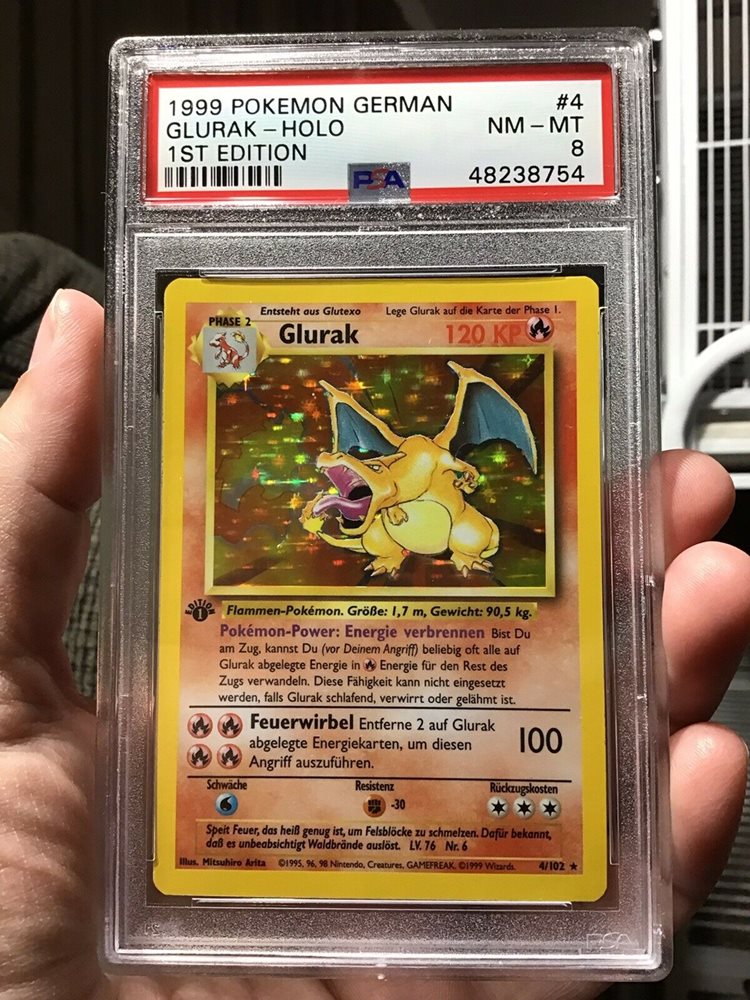 1999 POKEMON GERMAN #4
GLURAK – HOLO NM – MT
1ST EDITION 8
PSA 48238754
Entsteht aus Glutexo Lege Glurak auf die Karte der Phase 1.
PHASE 2
Glurak 120 KP
EDITION
1
Flammen-Pokémon. Größe: 1,7 m, Gewicht: 90,5 kg.
Pokémon-Power: Energie verbrennen Bist Du
am Zug, kannst Du (vor Deinem Angriff) beliebig oft alle auf
Glurak abgelegte Energie in Energie für den Rest des
Zugs verwandeln. Diese Fähigkeit kann nicht eingesetzt
werden, falls Glurak schlafend, verwirrt oder gelähmt ist.
Feuerwirbel Entferne 2 auf Glurak
abgelegte Energiekarten, um diesen 100
Angriff auszuführen.
Schwäche Resistenz Rückzugskosten
-30
Speit Feuer, das heiß genug ist, um Felsblöcke zu schmelzen. Dafür bekannt,
daß es unbeabsichtigt Waldbrände auslöst. LV. 76 Nr. 6
Illus. Mitsuhiro Arita ©1995, 96, 98 Nintendo, Creatures, GAMEFREAK. ©1999 Wizards. 4/102 ★
PSA